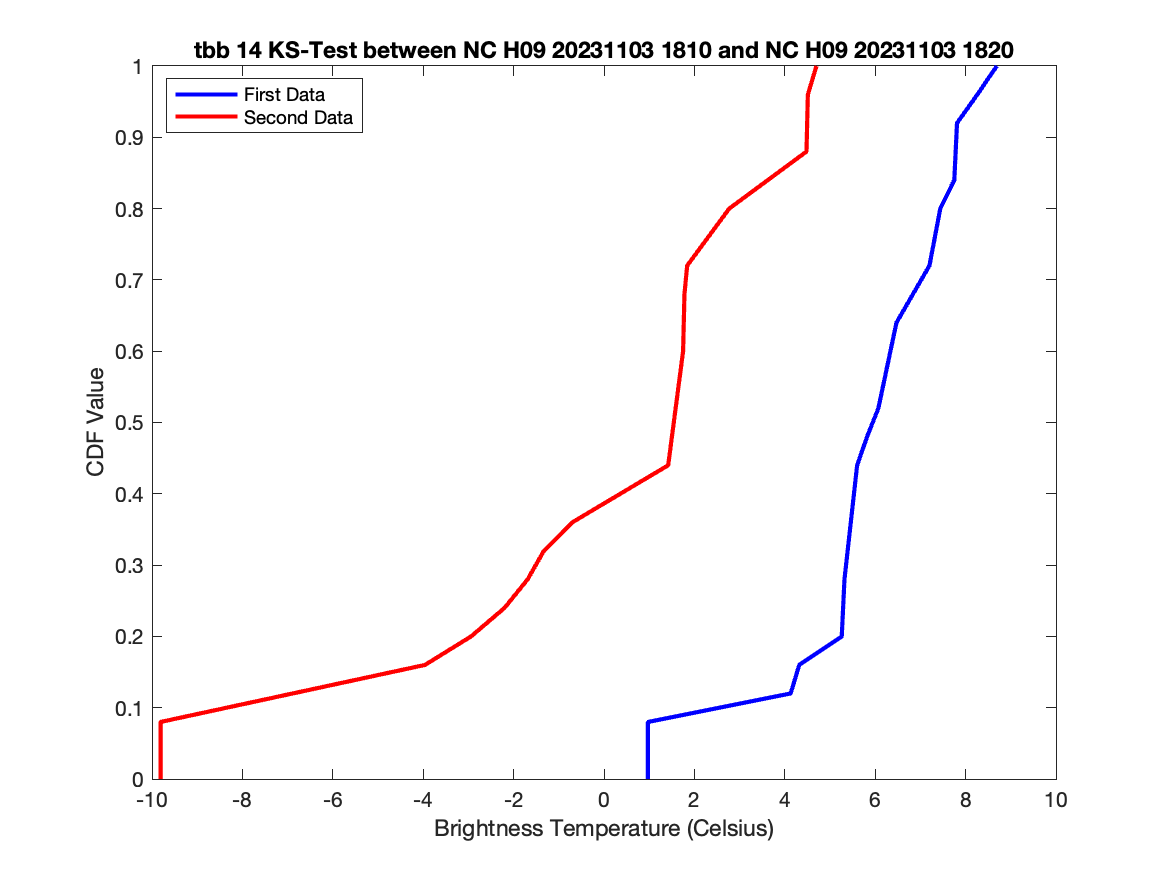 tbb 14 KS-Test between NC H09 20231103 1810 and NC H09 20231103 1820
First Data
Second Data
1
0.9
0.8
0.7
0.6
0.5
0.4
0.3
0.2
0.1
0
CDF Value
-10 -8 -6 -4 -2 0 2 4 6 8 10
Brightness Temperature (Celsius)